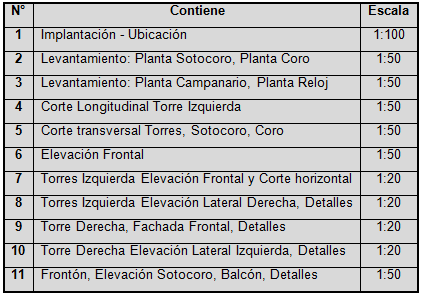 N° Contiene Escala
1 Implantación - Ubicación 1:100
2 Levantamiento: Planta Sotocoro, Planta Coro 1:50
3 Levantamiento: Planta Campanario, Planta Reloj 1:50
4 Corte Longitudinal Torre Izquierda 1:50
5 Corte transversal Torres, Sotocoro, Coro 1:50
6 Elevación Frontal 1:50
7 Torres Izquierda Elevación Frontal y Corte horizontal 1:20
8 Torres Izquierda Elevación Lateral Derecha, Detalles 1:20
9 Torre Derecha, Fachada Frontal, Detalles 1:20
10 Torre Derecha Elevación Lateral Izquierda, Detalles 1:20
11 Frontón, Elevación Sotocoro, Balcón, Detalles 1:50